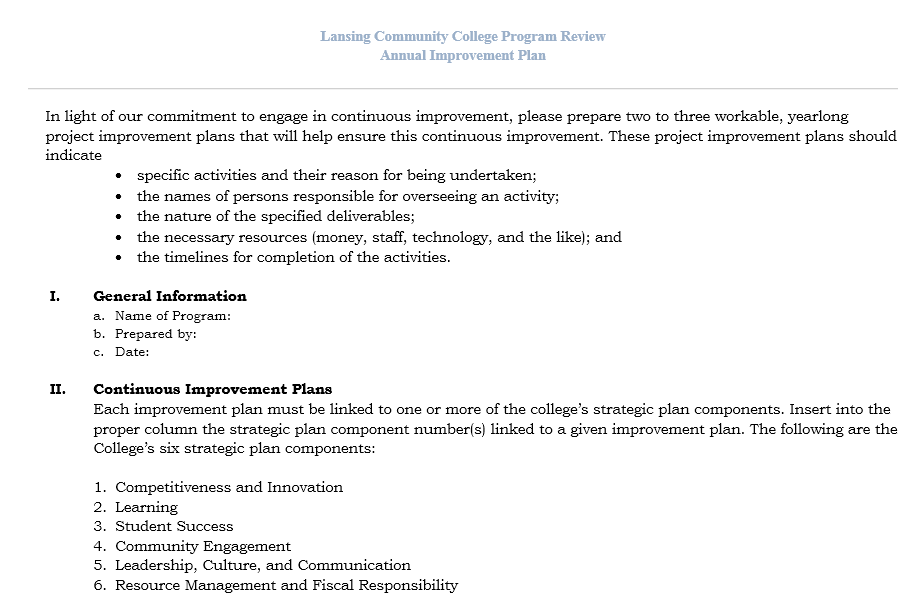 Lansing Community College Program Review
Annual Improvement Plan
In light of our commitment to engage in continuous improvement, please prepare two to three workable, yearlong
project improvement plans that will help ensure this continuous improvement. These project improvement plans should
indicate
• specific activities and their reason for being undertaken;
• the names of persons responsible for overseeing an activity;
• the nature of the specified deliverables;
• the necessary resources (money, staff, technology, and the like); and
• the timelines for completion of the activities.
I. General Information
a. Name of Program:
b. Prepared by:
c. Date:
II. Continuous Improvement Plans
Each improvement plan must be linked to one or more of the college’s strategic plan components. Insert into the
proper column the strategic plan component number(s) linked to a given improvement plan. The following are the
College’s six strategic plan components:
1. Competitiveness and Innovation
2. Learning
3. Student Success
4. Community Engagement
5. Leadership, Culture, and Communication
6. Resource Management and Fiscal Responsibility